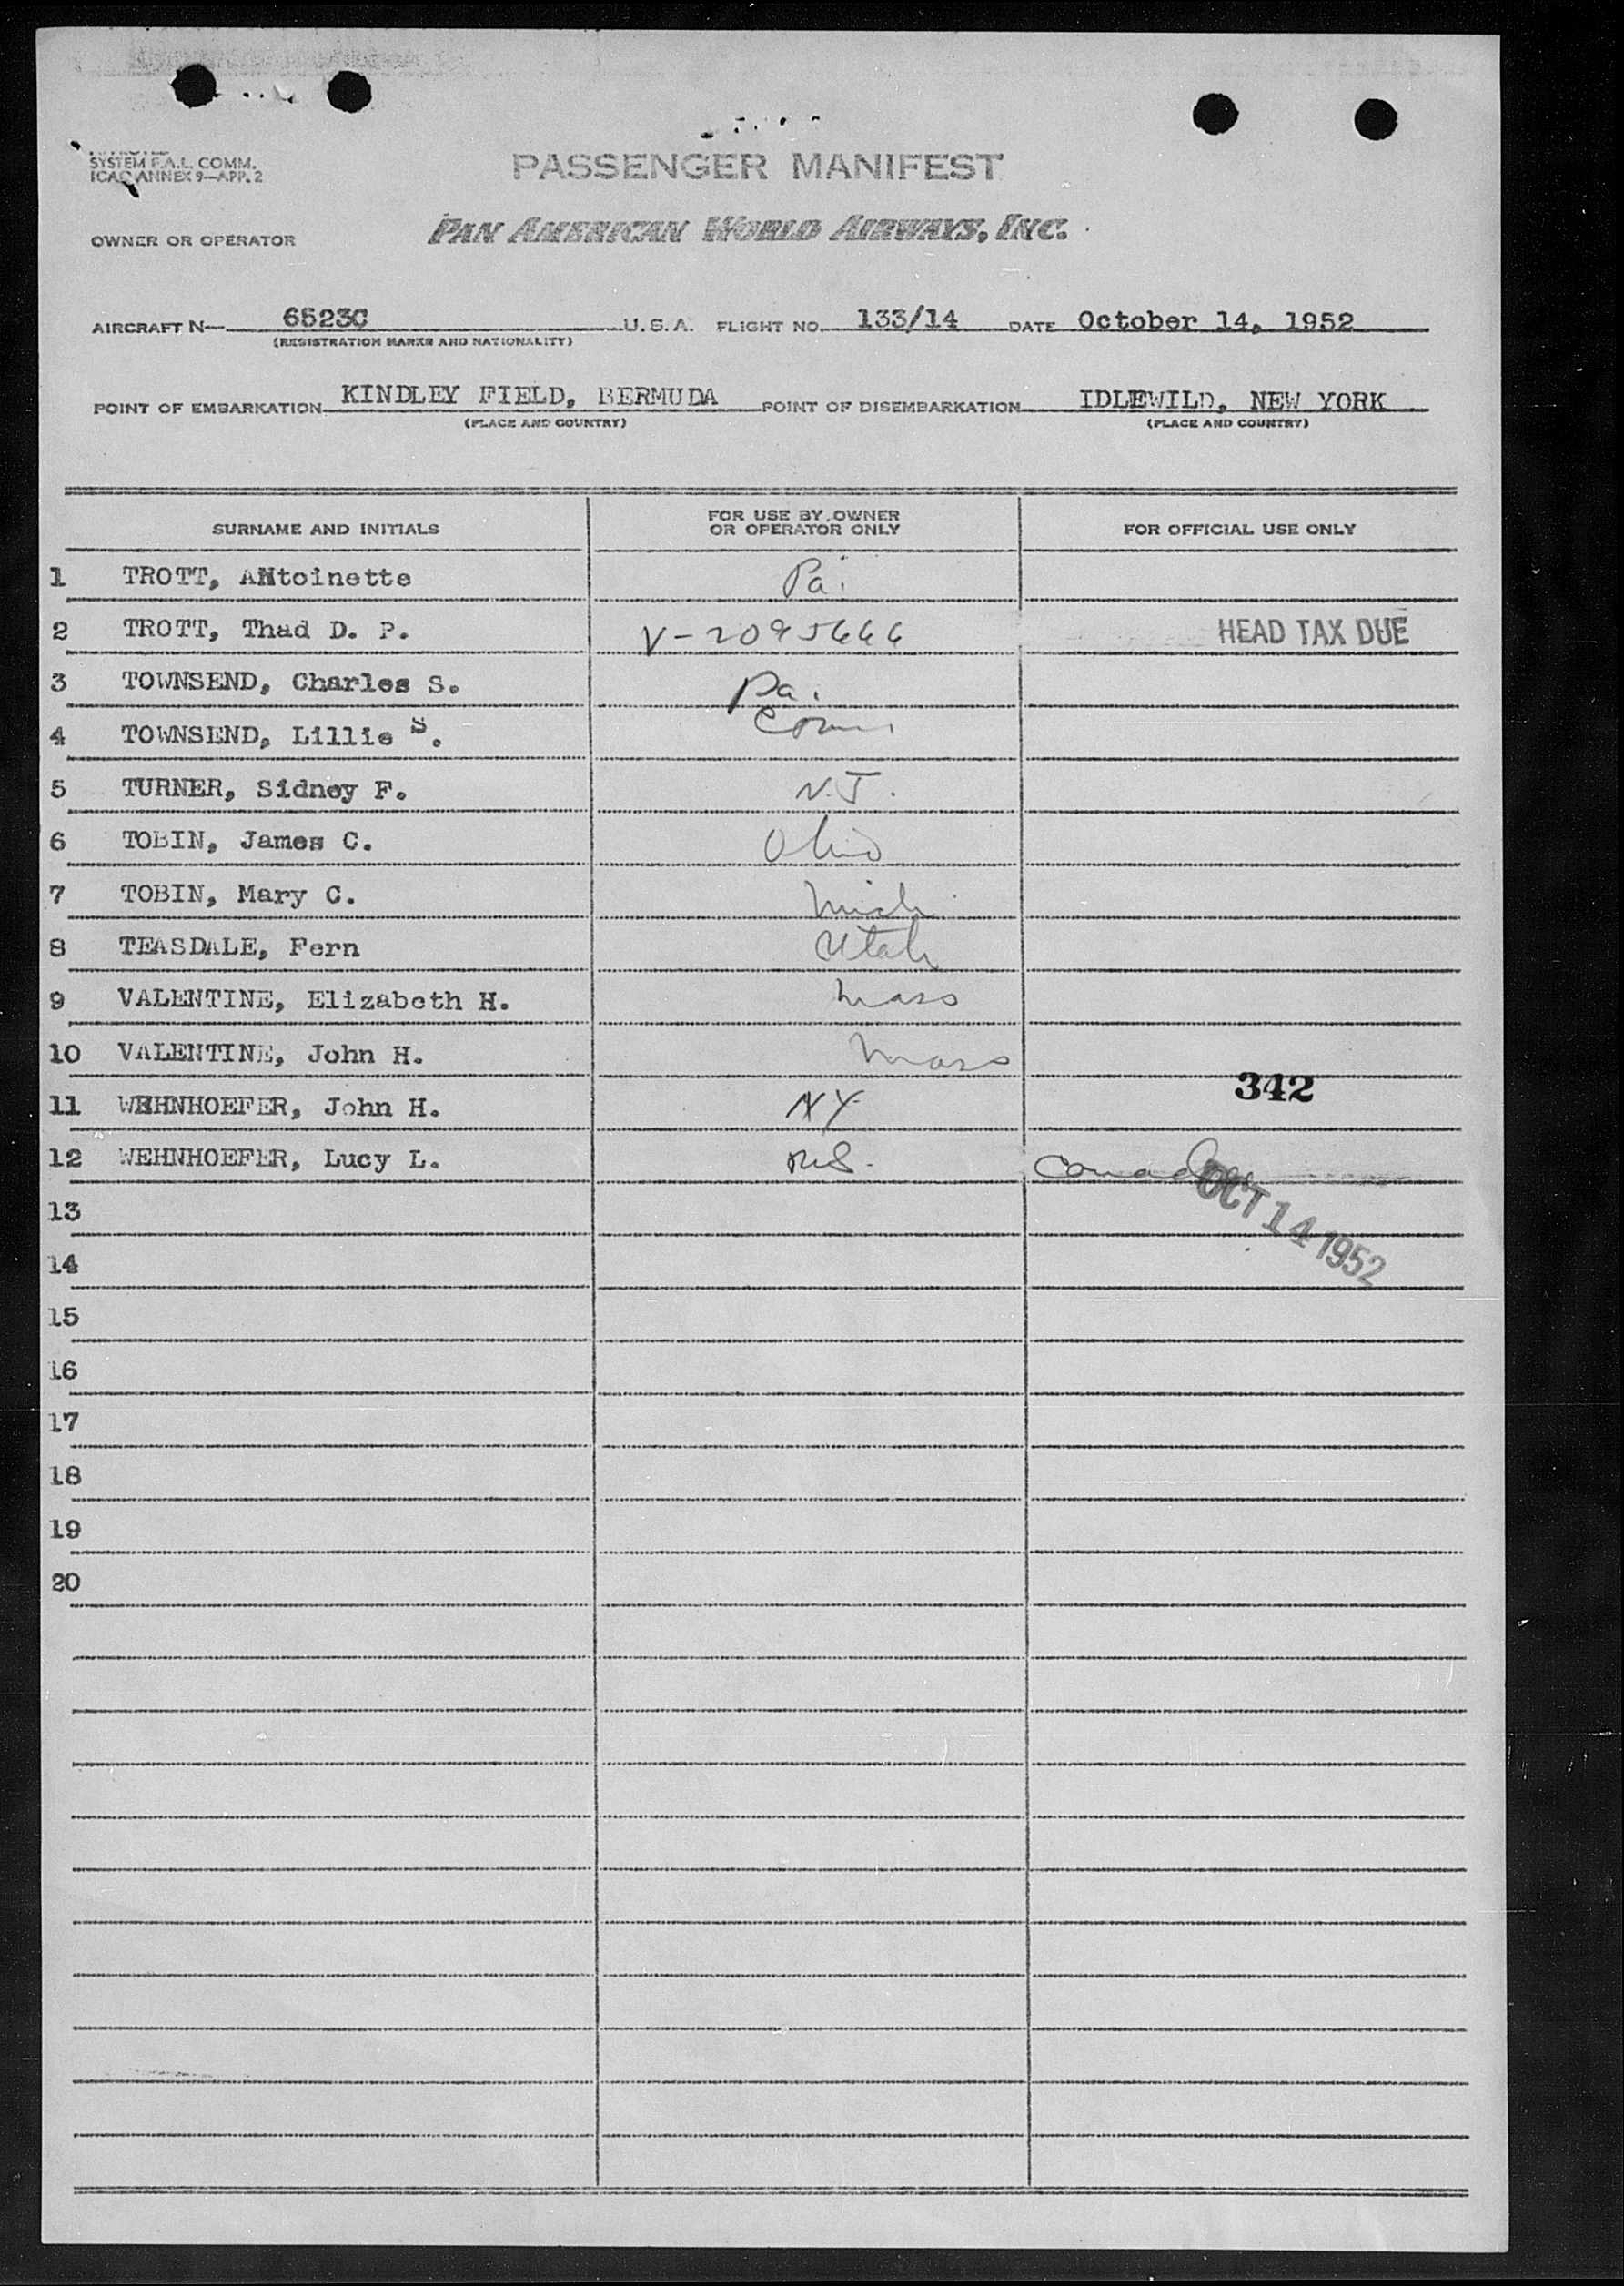 SYSTEM F.A.L. COMM.
ICAO ANNEX 9—APP. 2
PASSENGER MANIFEST
OWNER OR OPERATOR PAN AMERICAN WORLD AIRWAYS, INC.
AIRCRAFT N— 6523C U.S.A. FLIGHT NO. 133/14 DATE October 14, 1952
(REGISTRATION MARKS AND NATIONALITY)
POINT OF EMBARKATION KINDLEY FIELD, BERMUDA POINT OF DISEMBARKATION IDLEWILD, NEW YORK
(PLACE AND COUNTRY) (PLACE AND COUNTRY)
SURNAME AND INITIALS FOR USE BY OWNER OR OPERATOR ONLY FOR OFFICIAL USE ONLY
1 TROTT, ANtoinette Pa.
2 TROTT, Thad D. P. V-2095666 HEAD TAX DUE
3 TOWNSEND, Charles S. Pa.
4 TOWNSEND, Lillie S. Conn
5 TURNER, Sidney F. N.J.
6 TOBIN, James C. Ohio
7 TOBIN, Mary C. Mich
8 TEASDALE, Fern Utah
9 VALENTINE, Elizabeth H. Mass
10 VALENTINE, John H. Mass
342
11 WEHNHOEFER, John H. NY
12 WEHNHOEFER, Lucy L. Canada
OCT 14 1952
13
14
15
16
17
18
19
20